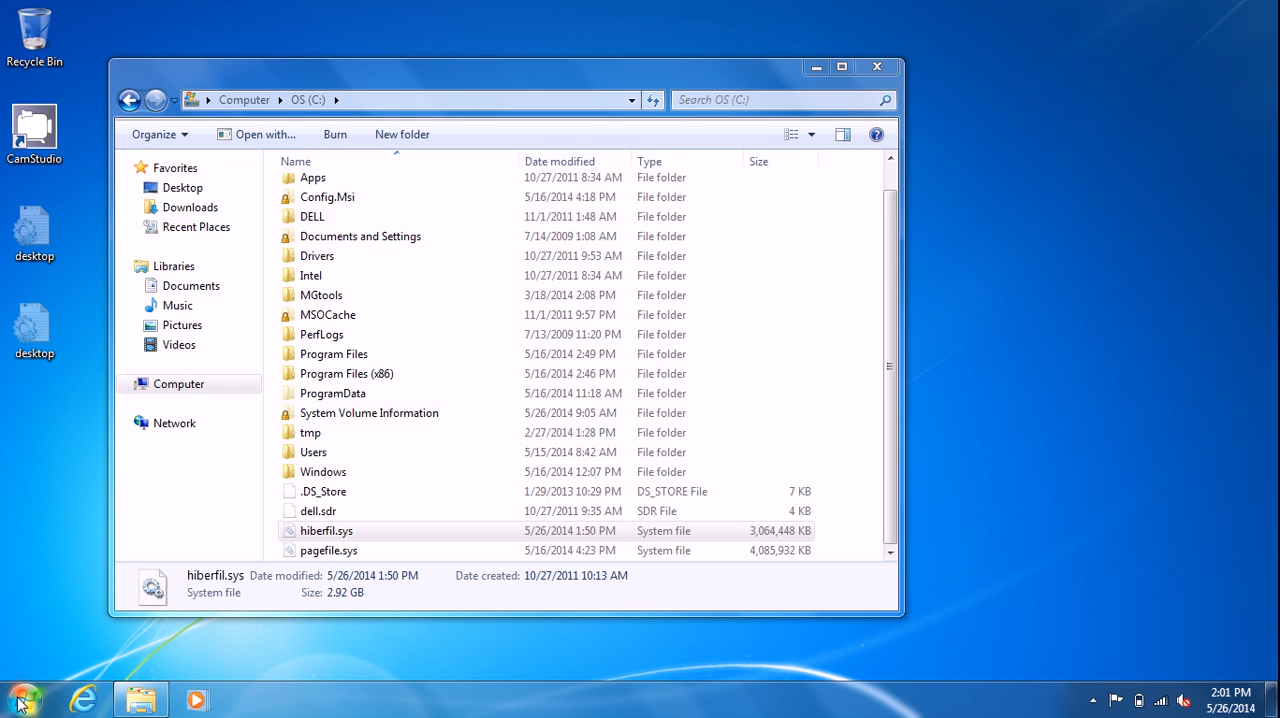 Recycle Bin
CamStudio
desktop
desktop
Computer OS (C:)
Search OS (C:)
Organize Open with... Burn New folder
Favorites
Desktop
Downloads
Recent Places
Libraries
Documents
Music
Pictures
Videos
Computer
Network
Name Date modified Type Size
Apps 10/27/2011 8:34 AM File folder
Config.Msi 5/16/2014 4:18 PM File folder
DELL 11/1/2011 1:48 AM File folder
Documents and Settings 7/14/2009 1:08 AM File folder
Drivers 10/27/2011 9:53 AM File folder
Intel 10/27/2011 8:34 AM File folder
MGtools 3/18/2014 2:08 PM File folder
MSOCache 11/1/2011 9:57 PM File folder
PerfLogs 7/13/2009 11:20 PM File folder
Program Files 5/16/2014 2:49 PM File folder
Program Files (x86) 5/16/2014 2:46 PM File folder
ProgramData 5/16/2014 11:18 AM File folder
System Volume Information 5/26/2014 9:05 AM File folder
tmp 2/27/2014 1:28 PM File folder
Users 5/15/2014 8:42 AM File folder
Windows 5/16/2014 12:07 PM File folder
.DS_Store 1/29/2013 10:29 PM DS_STORE File 7 KB
dell.sdr 10/27/2011 9:35 AM SDR File 4 KB
hiberfil.sys 5/26/2014 1:50 PM System file 3,064,448 KB
pagefile.sys 5/16/2014 4:23 PM System file 4,085,932 KB
hiberfil.sys Date modified: 5/26/2014 1:50 PM Date created: 10/27/2011 10:13 AM
System file Size: 2.92 GB
2:01 PM
5/26/2014